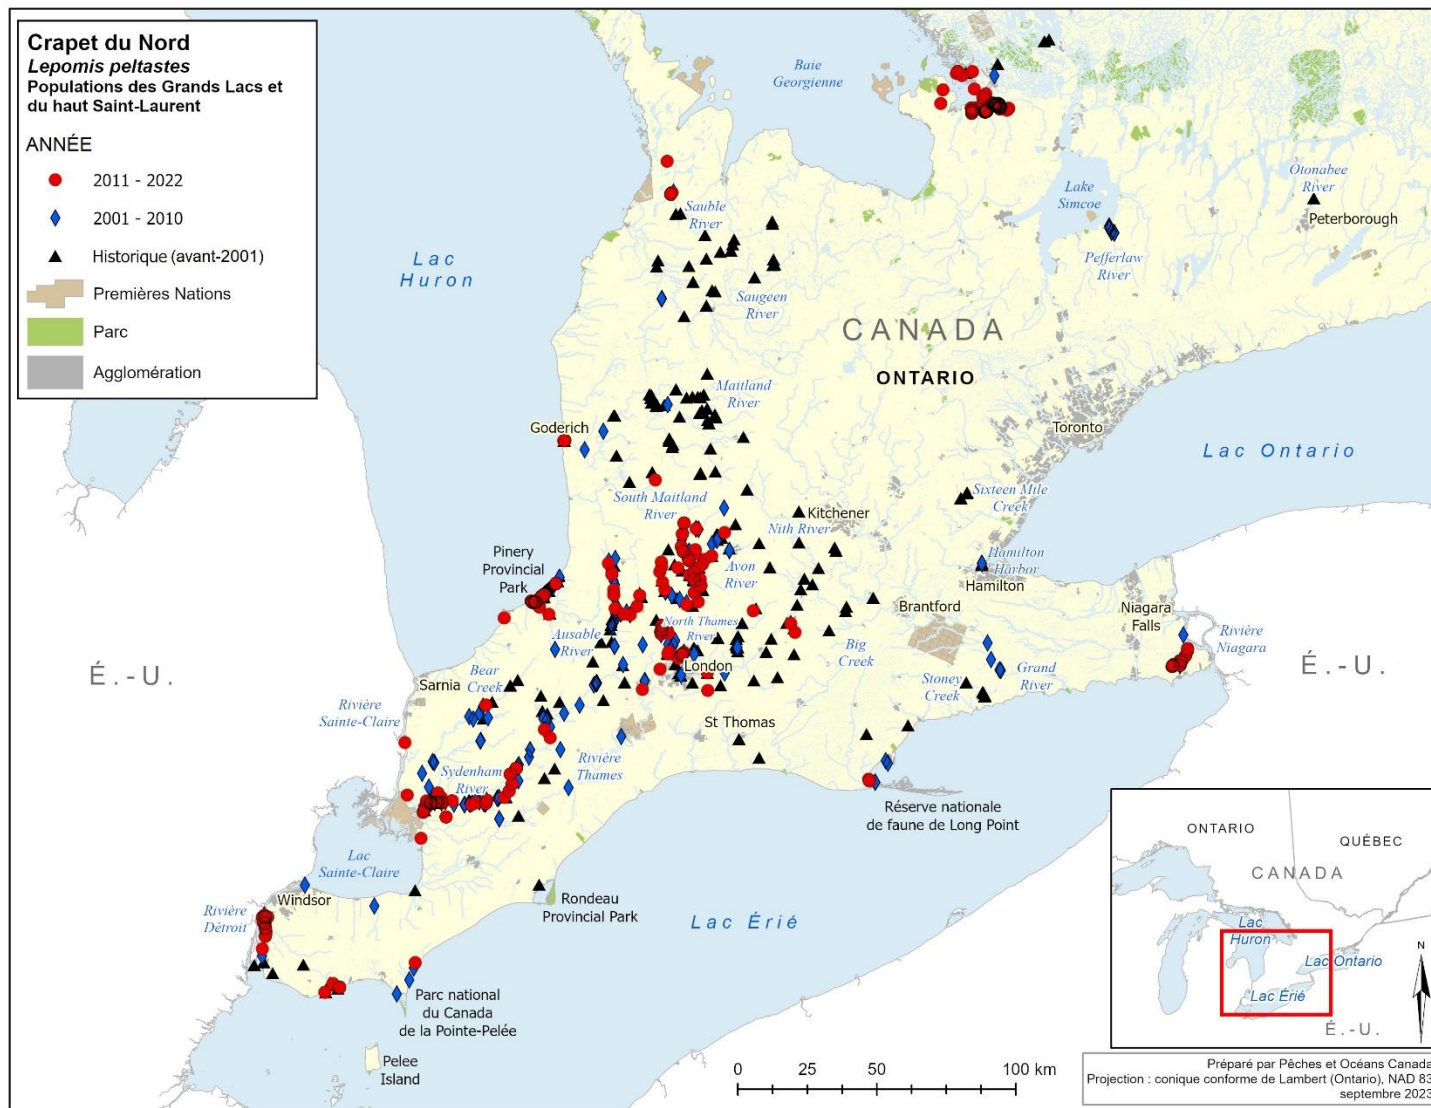 Crapet du Nord
Lepomis peltastes
Populations des Grands Lacs et
du haut Saint-Laurent
ANNÉE
2011 - 2022
2001 - 2010
Historique (avant-2001)
Premières Nations
Parc
Agglomération
Baie
Georgienne
Lac
Huron
Sauble
River
Saugeen
River
Lake
Simcoe
Pefferlaw
River
Otonabee
River
Peterborough
CANADA
ONTARIO
Maitland
River
Goderich
Toronto
Lac Ontario
South Maitland
River
Nith River
Kitchener
Sixteen Mile
Creek
Pinery
Provincial
Park
Avon
River
Hamilton
Harbor
Hamilton
Brantford
Niagara
Falls
Rivière
Niagara
Ausable
River
North Thames
River
London
Big
Creek
Grand
River
Stoney
Creek
É.-U.
É.-U.
Bear
Creek
Sarnia
Rivière
Sainte-Claire
St Thomas
Rivière
Thames
Sydenham
River
Réserve nationale
de faune de Long Point
Lac
Sainte-Claire
Windsor
Rivière
Détroit
Rondeau
Provincial Park
Lac Érié
Parc national
du Canada
de la Pointe-Pelée
Pelee
Island
0 25 50 100 km
ONTARIO
QUÉBEC
CANADA
Lac
Huron
Lac Ontario
Lac Érié
É.-U.
N
Préparé par Pêches et Océans Canada
Projection : conique conforme de Lambert (Ontario), NAD 83
septembre 2023